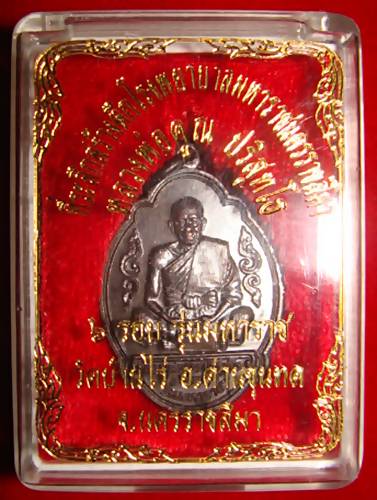 ที่ระลึกสร้างตึกโรงพยาบาลมหาราชนครราชสีมา
หลวงพ่อคูณ ปริสุทโธ
๖ รอบ รุ่นมหาราช
วัดบ้านไร่ อ.ด่านขุนทด
จ.นครราชสีมา